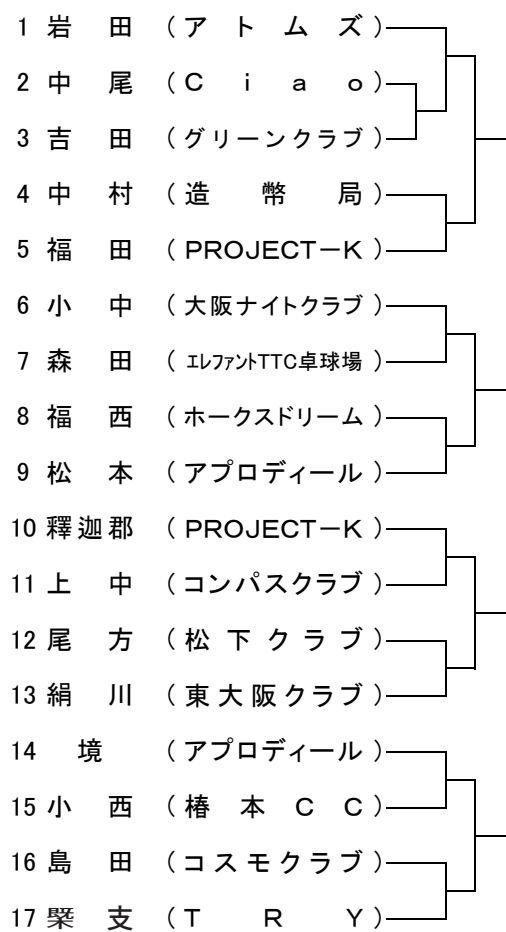 1 岩田 (アトムズ)
2 中尾 (Ciao)
3 吉田 (グリーンクラブ)
4 中村 (造幣局)
5 福田 (PROJECT－K)
6 小中 (大阪ナイトクラブ)
7 森田 (エレファントTTC卓球場)
8 福西 (ホークスドリーム)
9 松本 (アプロディール)
10 釋迦郡 (PROJECT－K)
11 上中 (コンパスクラブ)
12 尾方 (松下クラブ)
13 絹川 (東大阪クラブ)
14 境 (アプロディール)
15 小西 (椿本CC)
16 島田 (コスモクラブ)
17 栔支 (TRY)